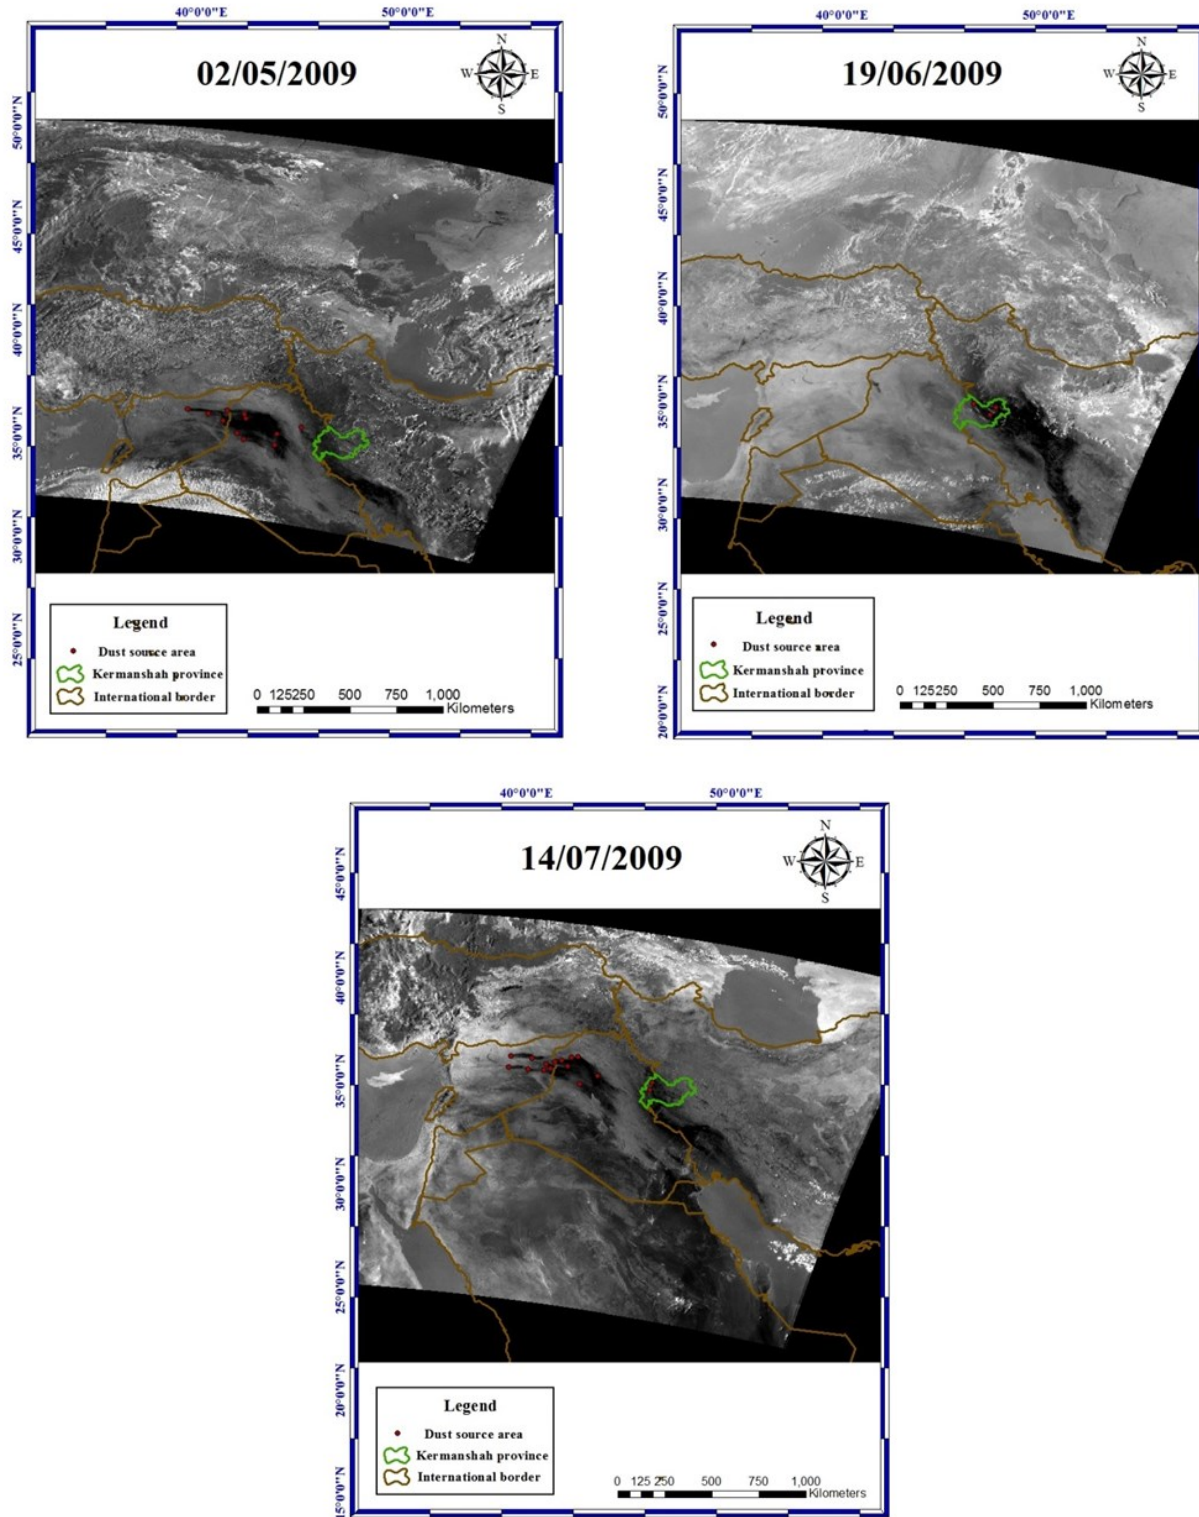 40°0'0"E 50°0'0"E
02/05/2009
N
W E
S
50°0'0"N
45°0'0"N
40°0'0"N
35°0'0"N
30°0'0"N
25°0'0"N
Legend
Dust source area
Kermanshah province
International border
0 125250 500 750 1,000
Kilometers
40°0'0"E 50°0'0"E
19/06/2009
N
W E
S
50°0'0"N
45°0'0"N
40°0'0"N
35°0'0"N
30°0'0"N
25°0'0"N
20°0'0"N
Legend
Dust source area
Kermanshah province
International border
0 125250 500 750 1,000
Kilometers
40°0'0"E 50°0'0"E
14/07/2009
N
W E
S
45°0'0"N
40°0'0"N
35°0'0"N
30°0'0"N
25°0'0"N
20°0'0"N
15°0'0"N
Legend
Dust source area
Kermanshah province
International border
0 125 250 500 750 1,000
Kilometers